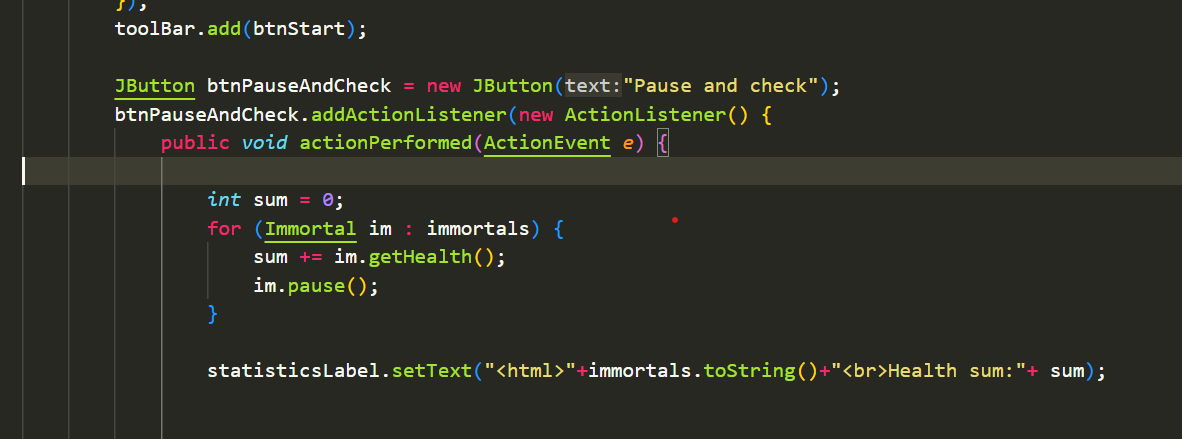 });
toolBar.add(btnStart);
JButton btnPauseAndCheck = new JButton(text:"Pause and check");
btnPauseAndCheck.addActionListener(new ActionListener() {
public void actionPerformed(ActionEvent e) {
int sum = 0;
for (Immortal im : immortals) {
sum += im.getHealth();
im.pause();
}
statisticsLabel.setText("<html>"+immortals.toString()+"<br>Health sum:"+ sum);